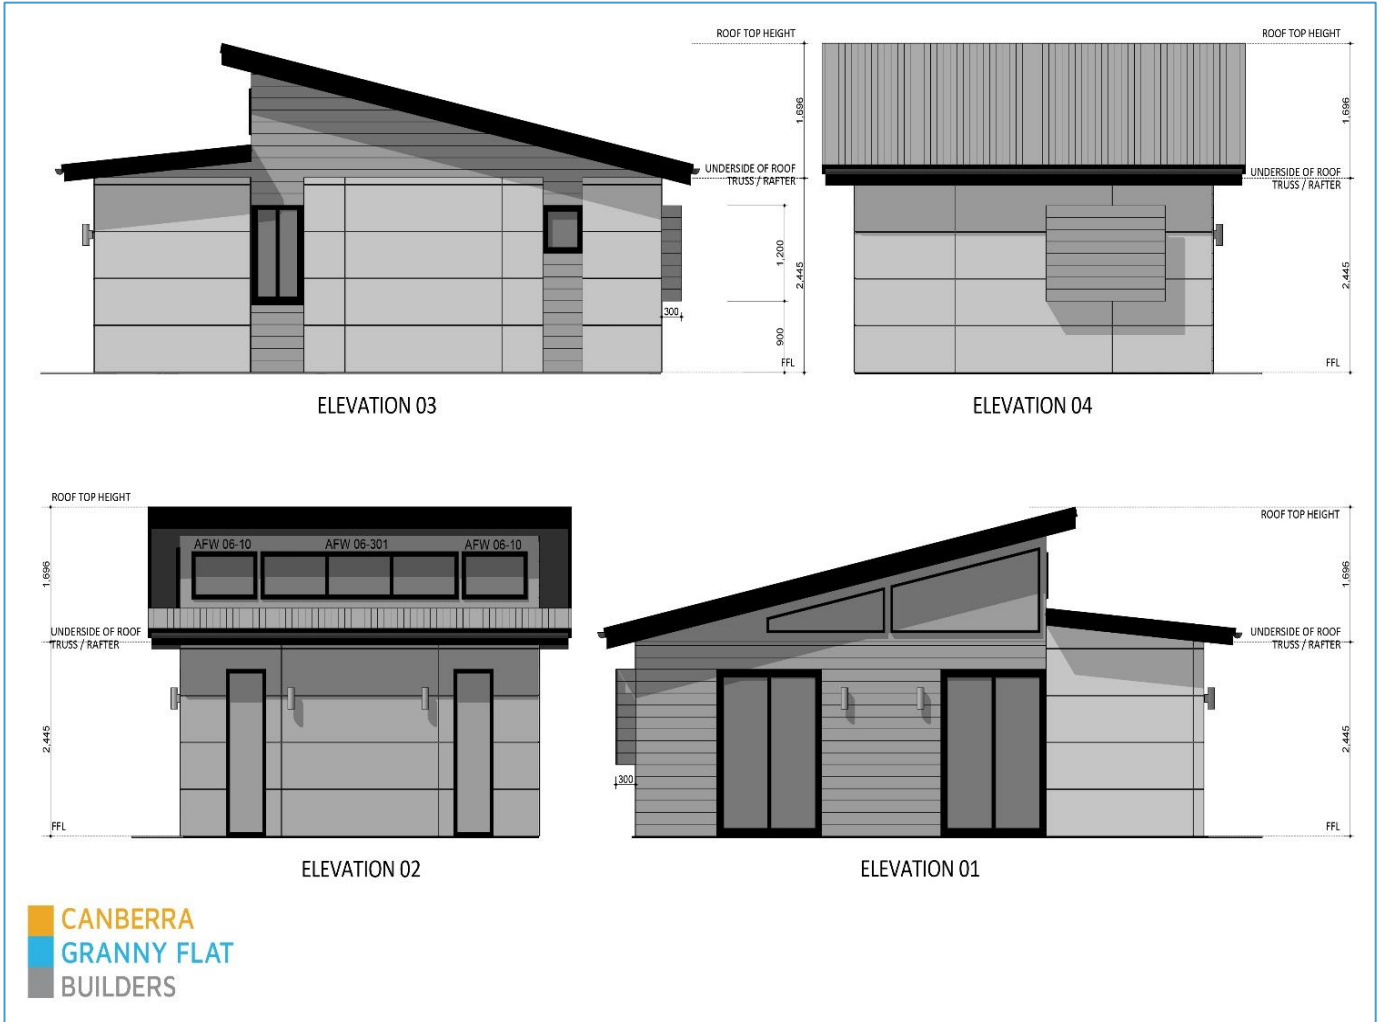 ROOF TOP HEIGHT
1,696
UNDERSIDE OF ROOF
TRUSS / RAFTER
1,200
2,445
300
900
FFL
ELEVATION 03
ROOF TOP HEIGHT
1,696
UNDERSIDE OF ROOF
TRUSS / RAFTER
2,445
FFL
ELEVATION 04
ROOF TOP HEIGHT
AFW 06-10 AFW 06-301 AFW 06-10
1,696
UNDERSIDE OF ROOF
TRUSS / RAFTER
2,445
FFL
ELEVATION 02
ROOF TOP HEIGHT
1,696
UNDERSIDE OF ROOF
TRUSS / RAFTER
2,445
300
FFL
ELEVATION 01
CANBERRA
GRANNY FLAT
BUILDERS